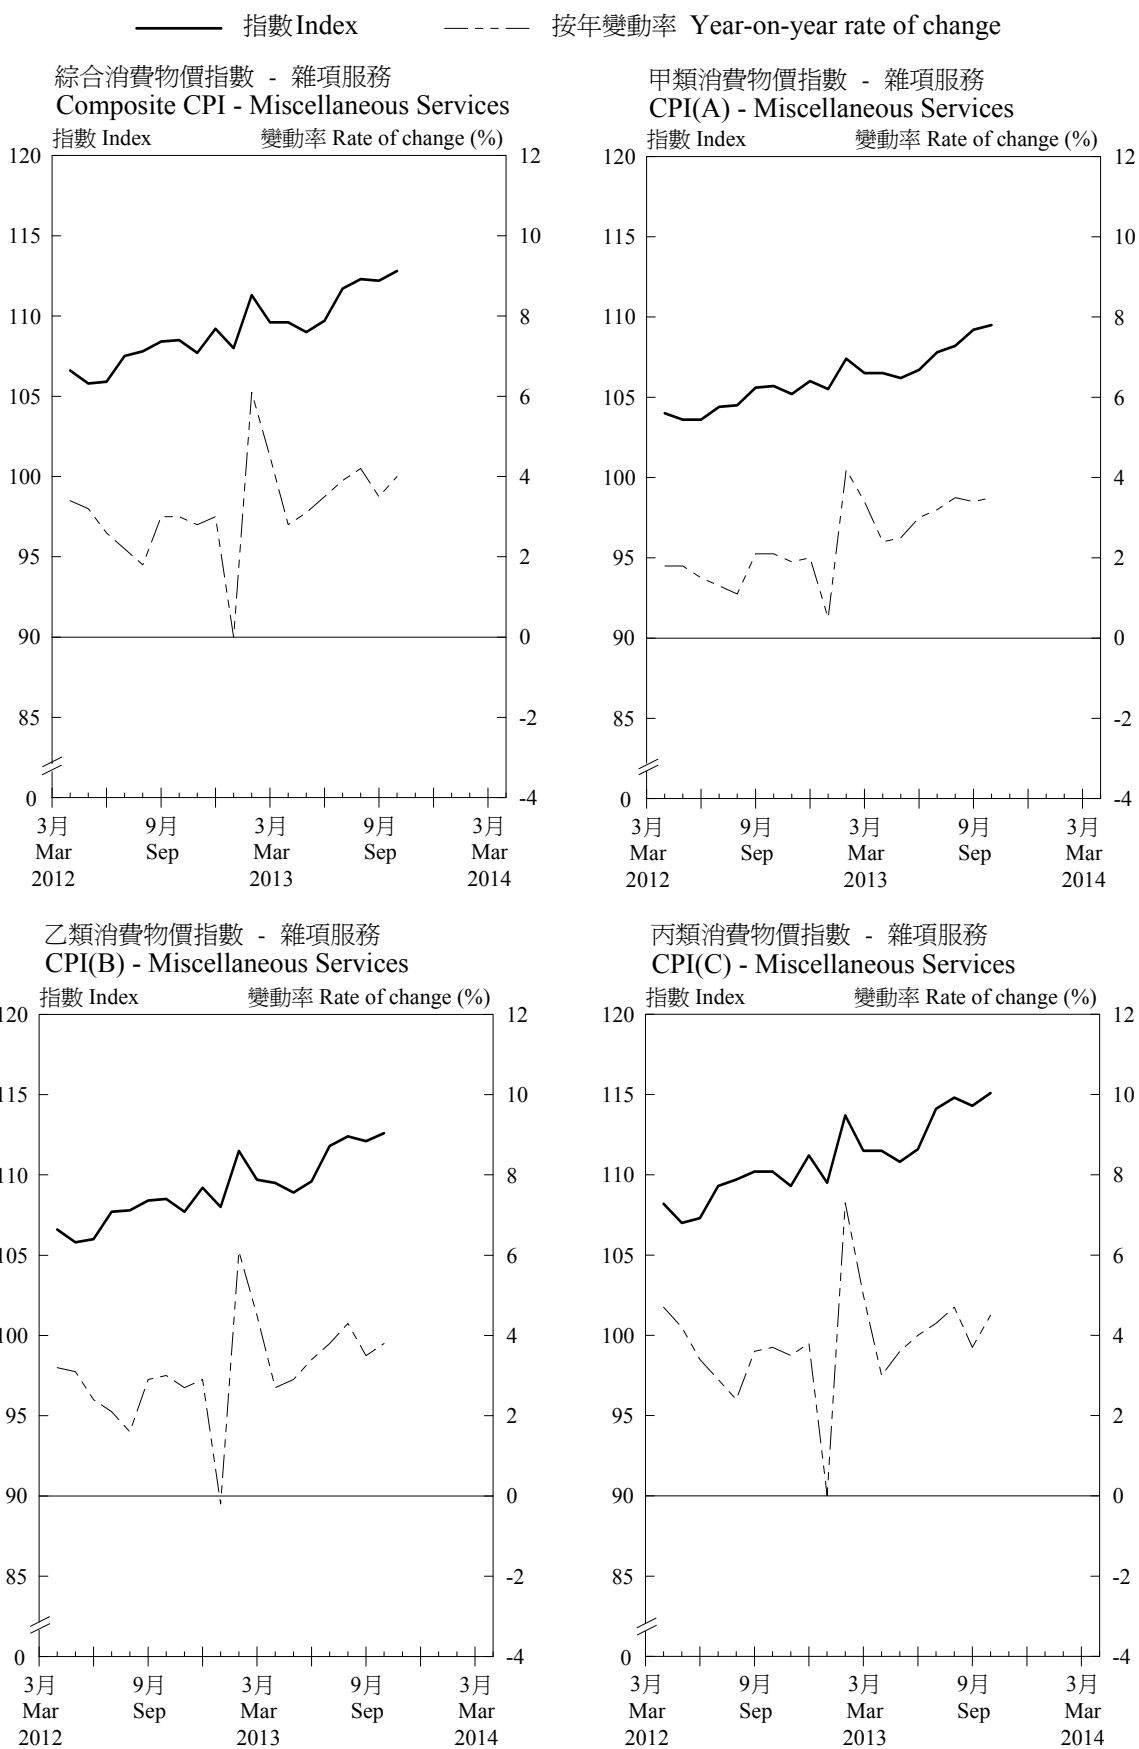 指數 Index 按年變動率 Year-on-year rate of change
綜合消費物價指數 - 雜項服務
Composite CPI - Miscellaneous Services
指數 Index 變動率 Rate of change (%)
120 12
115 10
110 8
105 6
100 4
95 2
90 0
85 -2
0 -4
3月 9月 3月 9月 3月
Mar Sep Mar Sep Mar
2012 2013 2014
甲類消費物價指數 - 雜項服務
CPI(A) - Miscellaneous Services
指數 Index 變動率 Rate of change (%)
120 12
115 10
110 8
105 6
100 4
95 2
90 0
85 -2
0 -4
3月 9月 3月 9月 3月
Mar Sep Mar Sep Mar
2012 2013 2014
乙類消費物價指數 - 雜項服務
CPI(B) - Miscellaneous Services
指數 Index 變動率 Rate of change (%)
120 12
115 10
110 8
105 6
100 4
95 2
90 0
85 -2
0 -4
3月 9月 3月 9月 3月
Mar Sep Mar Sep Mar
2012 2013 2014
丙類消費物價指數 - 雜項服務
CPI(C) - Miscellaneous Services
指數 Index 變動率 Rate of change (%)
120 12
115 10
110 8
105 6
100 4
95 2
90 0
85 -2
0 -4
3月 9月 3月 9月 3月
Mar Sep Mar Sep Mar
2012 2013 2014